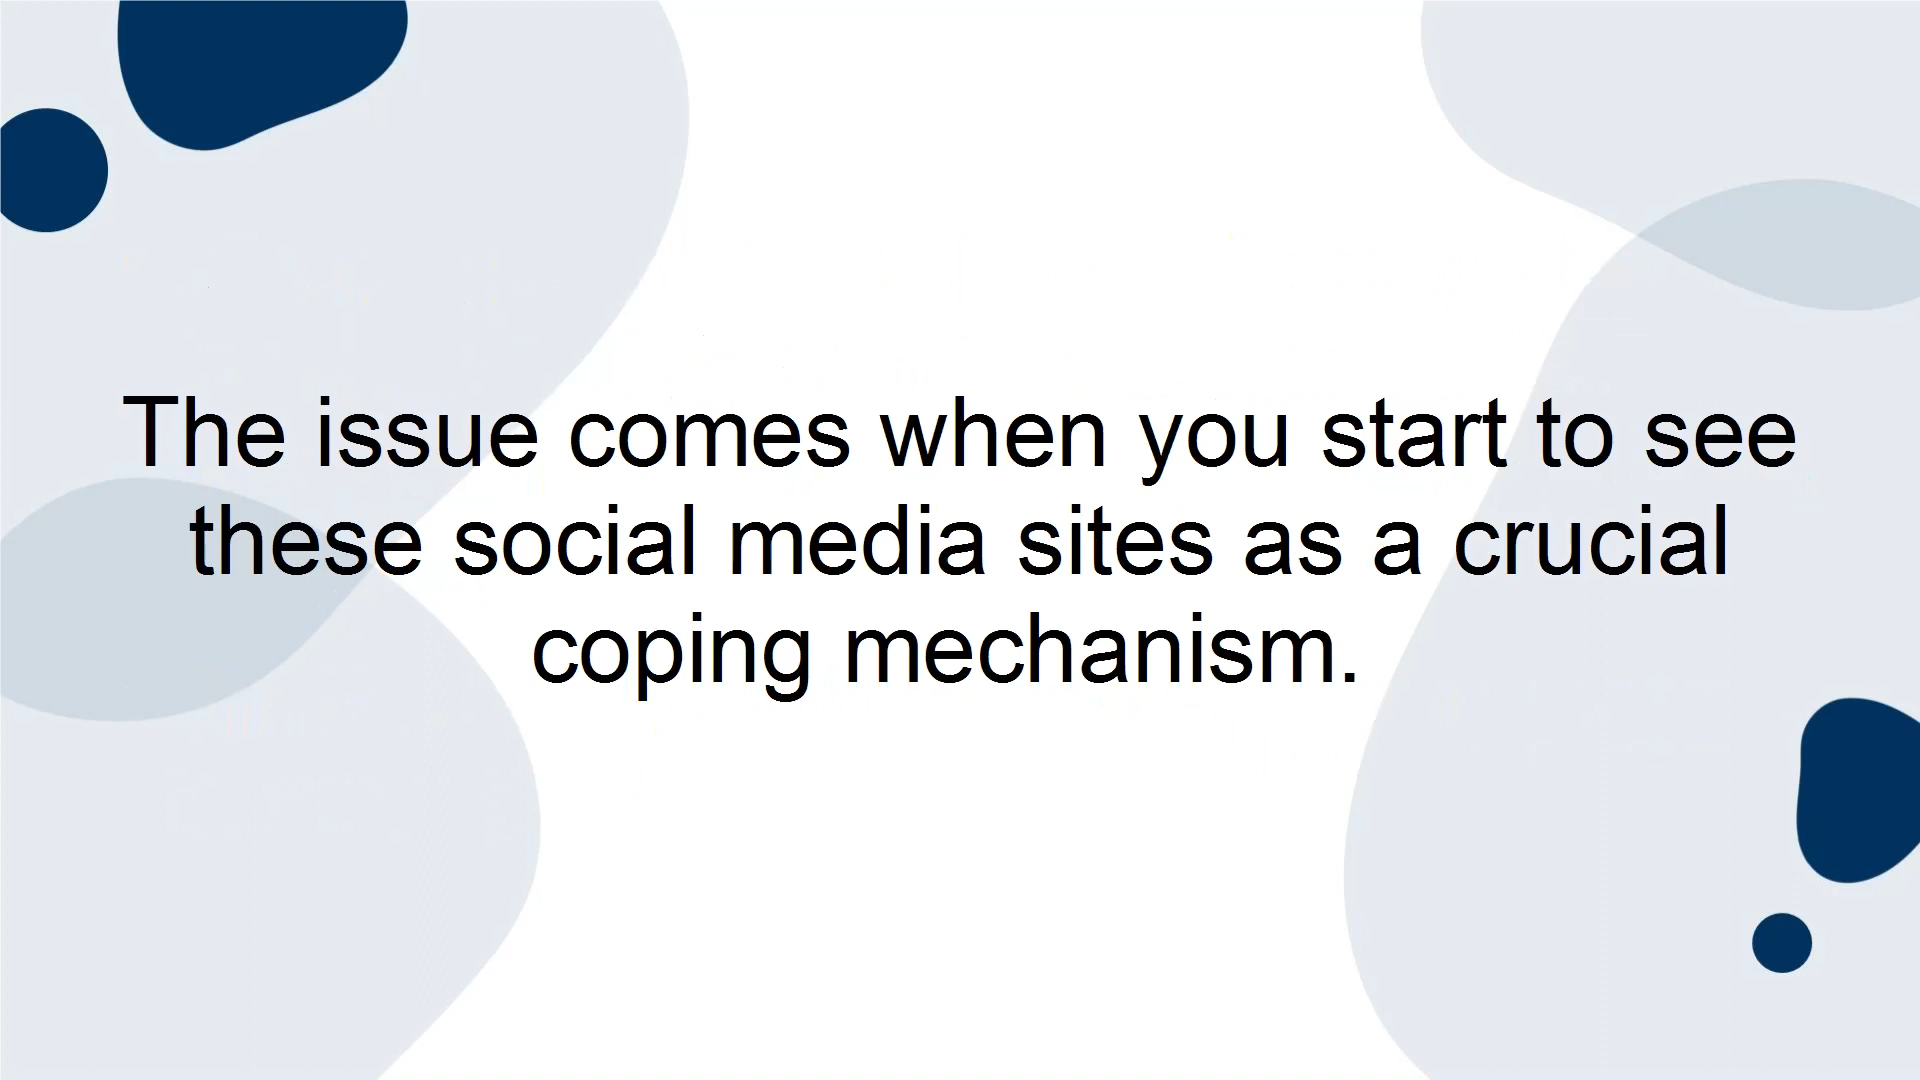 The issue comes when you start to see
these social media sites as a crucial
coping mechanism.